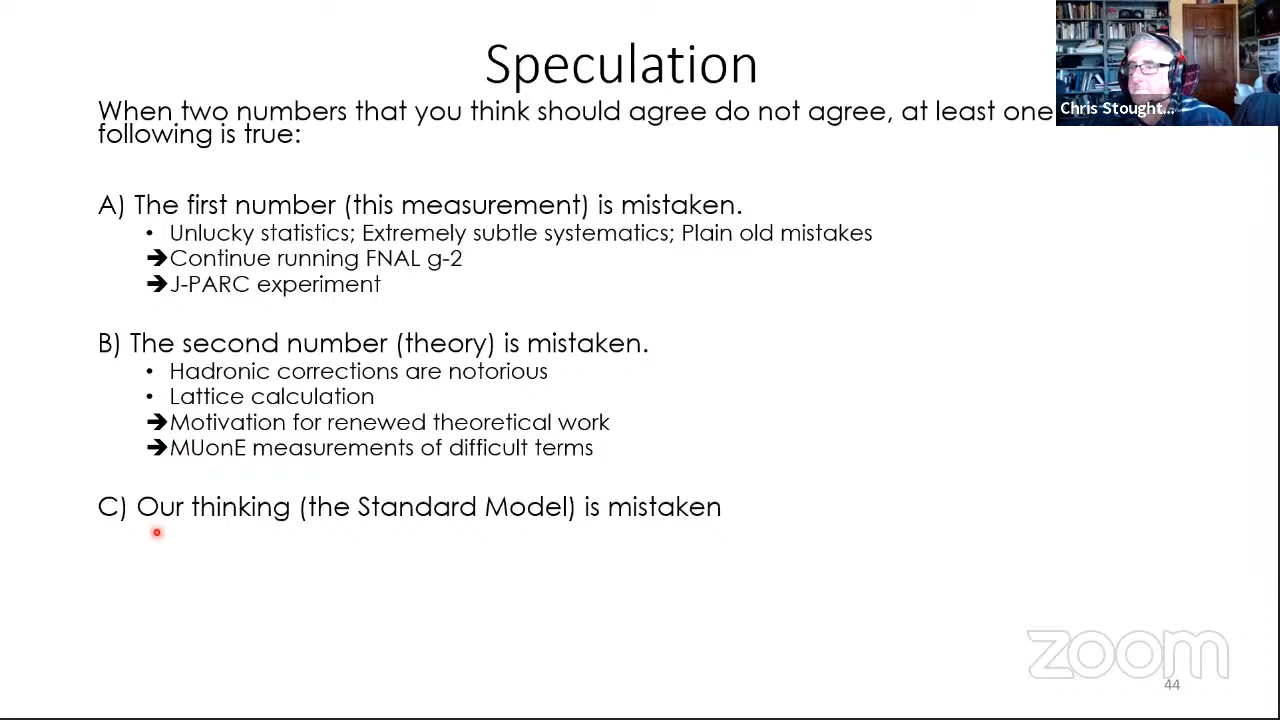 Speculation
When two numbers that you think should agree do not agree, at least one
following is true:
Chris Stought...
A) The first number (this measurement) is mistaken.
• Unlucky statistics; Extremely subtle systematics; Plain old mistakes
➔Continue running FNAL g-2
➔J-PARC experiment
B) The second number (theory) is mistaken.
• Hadronic corrections are notorious
• Lattice calculation
➔Motivation for renewed theoretical work
➔MUonE measurements of difficult terms
C) Our thinking (the Standard Model) is mistaken
zoom
44